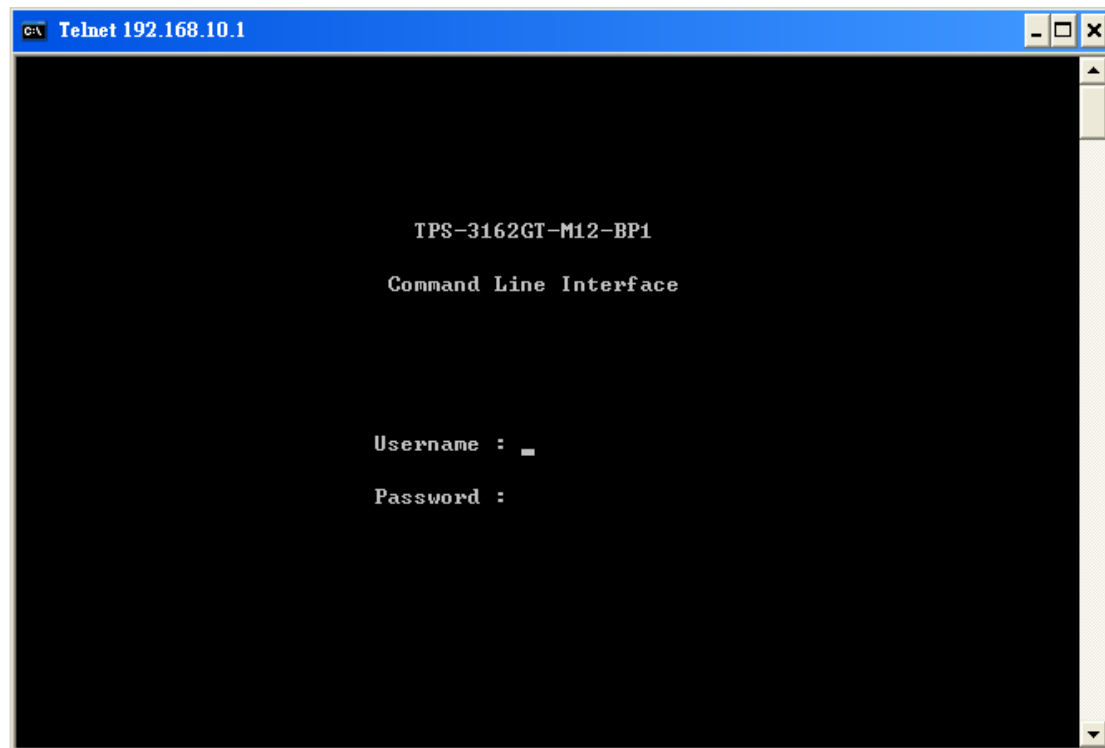 Telnet 192.168.10.1
TPS-3162GT-M12-BP1
Command Line Interface
Username : _
Password :